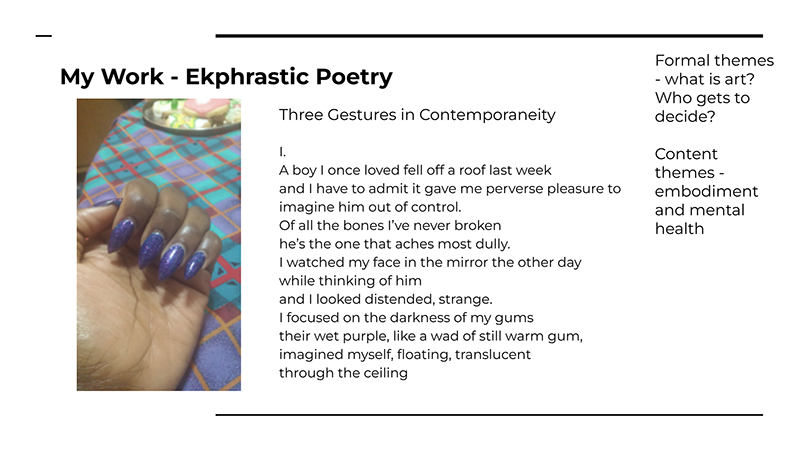 My Work - Ekphrastic Poetry
Three Gestures in Contemporaneity
I.
A boy I once loved fell off a roof last week
and I have to admit it gave me perverse pleasure to
imagine him out of control.
Of all the bones I’ve never broken
he’s the one that aches most dully.
I watched my face in the mirror the other day
while thinking of him
and I looked distended, strange.
I focused on the darkness of my gums
their wet purple, like a wad of still warm gum,
imagined myself, floating, translucent
through the ceiling
Formal themes
- what is art?
Who gets to
decide?
Content
themes -
embodiment
and mental
health